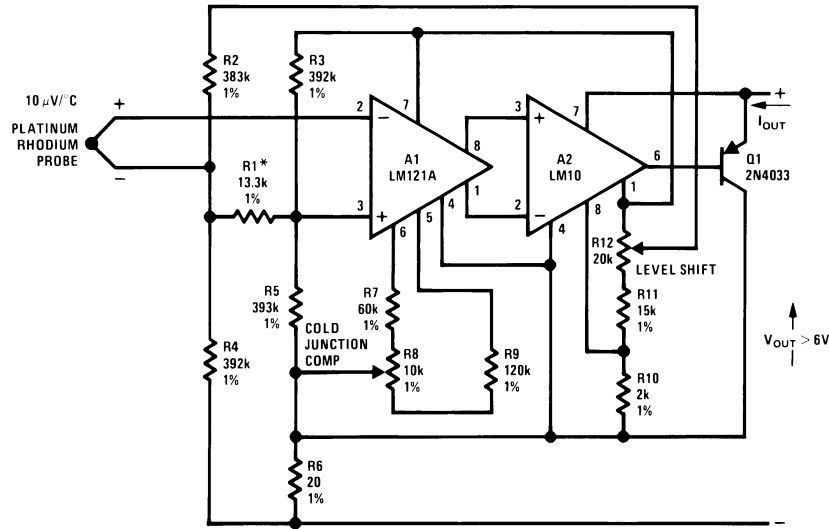 R2
383k
1%
R3
392k
1%
10 μV/°C
+
PLATINUM
RHODIUM
PROBE
−
R1*
13.3k
1%
2
−
7
A1
LM121A
8
1
3
+
6
5
4
3
+
7
A2
LM10
6
2
−
4
8
1
+
IOUT
Q1
2N4033
R12
20k
LEVEL SHIFT
R5
393k
1%
COLD
JUNCTION
COMP
R7
60k
1%
R11
15k
1%
VOUT > 6V
R4
392k
1%
R8
10k
1%
R9
120k
1%
R10
2k
1%
R6
20
1%
−